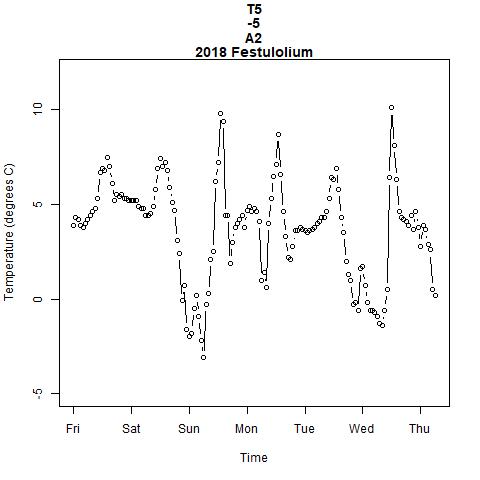 T5
-5
A2
2018 Festulolium
Temperature (degrees C)
10
5
0
-5
Fri Sat Sun Mon Tue Wed Thu
Time